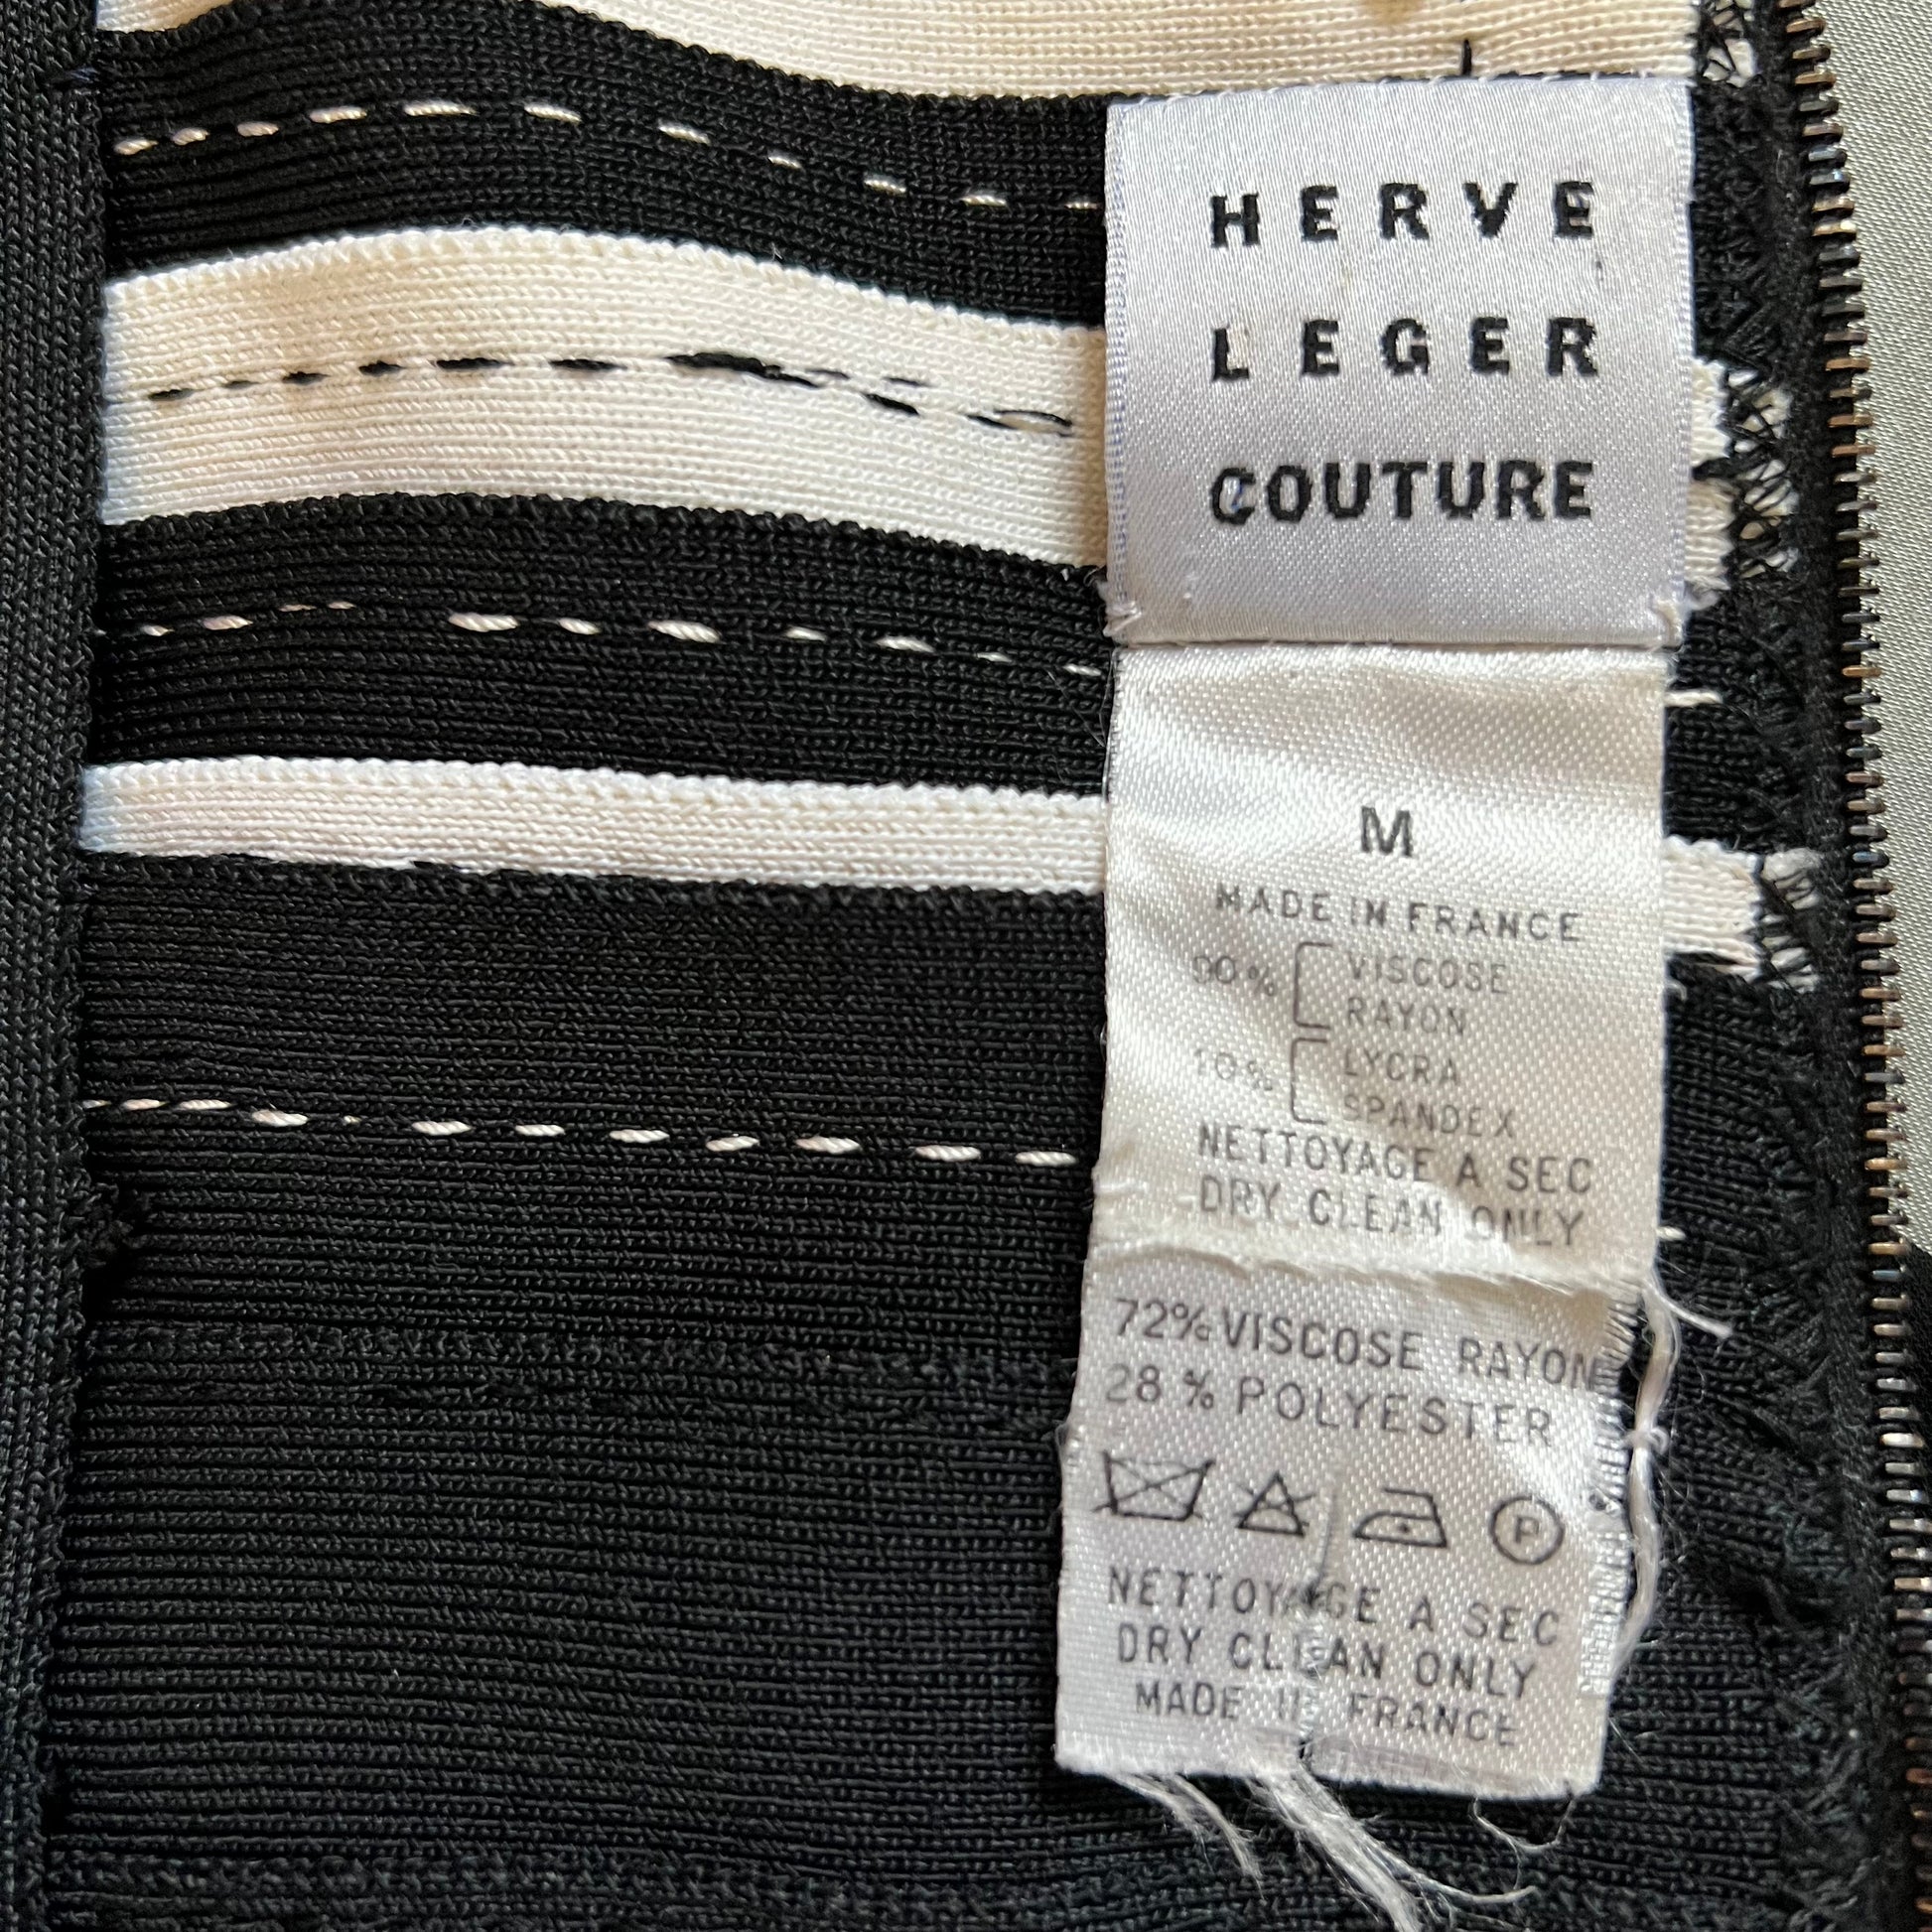 HERVE
LEGER
COUTURE
M
MADE IN FRANCE
90% VISCOSE
RAYON
10% LYCRA
SPANDEX
NETTOYAGE A SEC
DRY CLEAN ONLY
72% VISCOSE RAYON
28% POLYESTER
P
NETTOYAGE A SEC
DRY CLEAN ONLY
MADE IN FRANCE